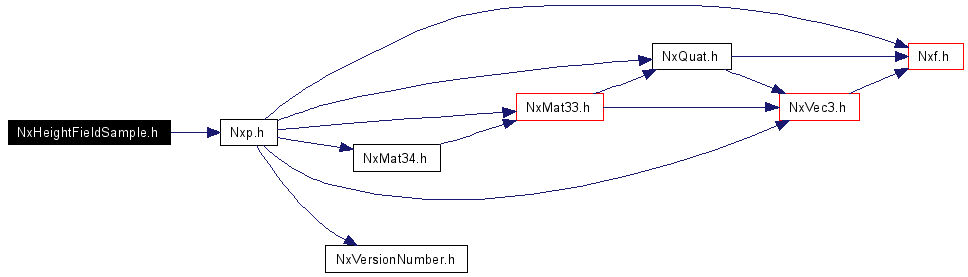 NxHeightFieldSample.h
Nxp.h
NxMat34.h
NxMat33.h
NxQuat.h
NxVec3.h
Nxf.h
NxVersionNumber.h